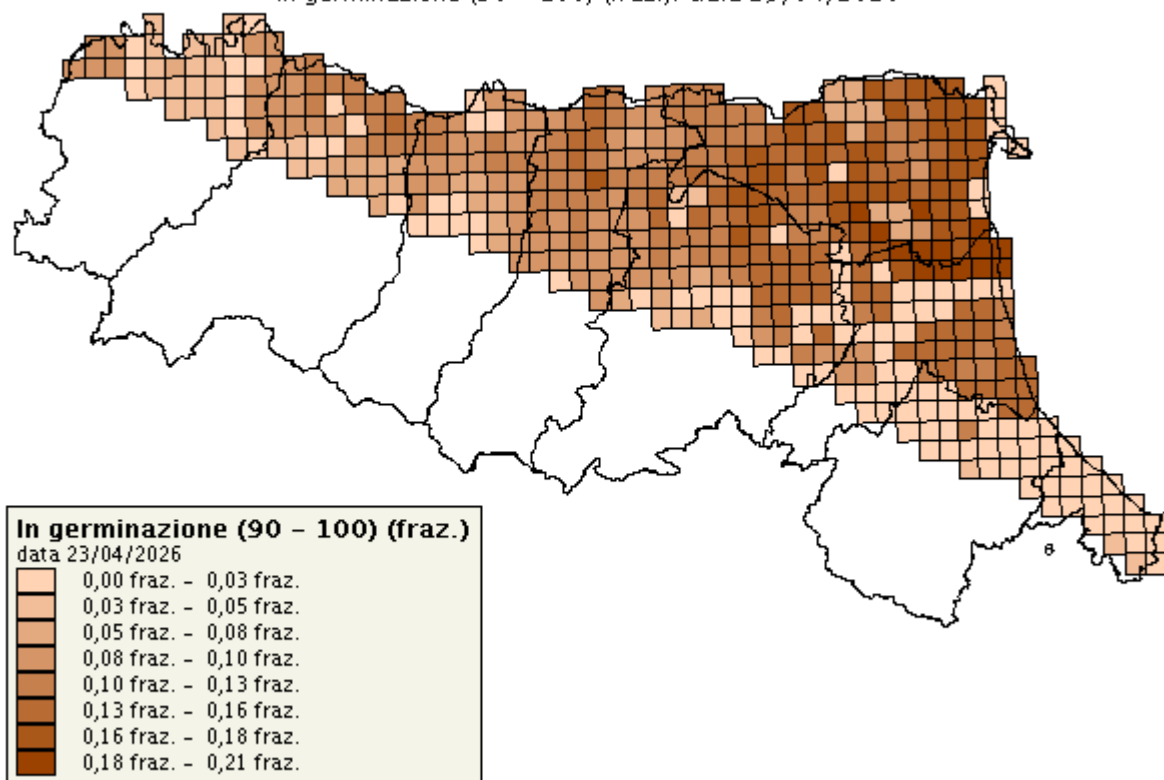 In germinazione (90 – 100) (fraz.)
data 23/04/2026
0,00 fraz. – 0,03 fraz.
0,03 fraz. – 0,05 fraz.
0,05 fraz. – 0,08 fraz.
0,08 fraz. – 0,10 fraz.
0,10 fraz. – 0,13 fraz.
0,13 fraz. – 0,16 fraz.
0,16 fraz. – 0,18 fraz.
0,18 fraz. – 0,21 fraz.